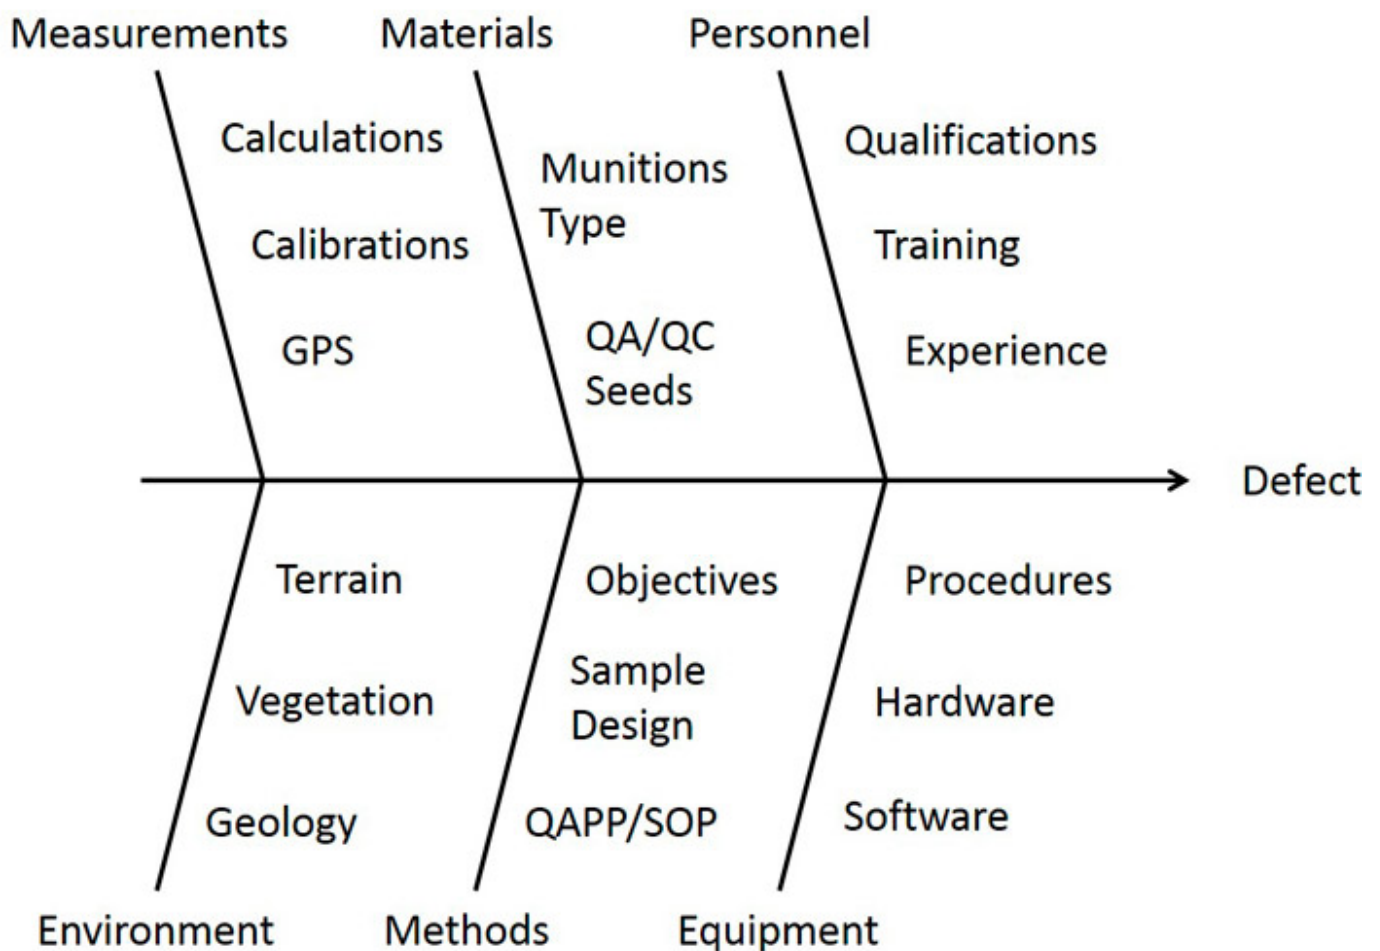 Measurements
Materials
Personnel
Calculations
Calibrations
GPS
Munitions
Type
QA/QC
Seeds
Qualifications
Training
Experience
Defect
Terrain
Vegetation
Geology
Objectives
Sample
Design
QAPP/SOP
Procedures
Hardware
Software
Environment
Methods
Equipment